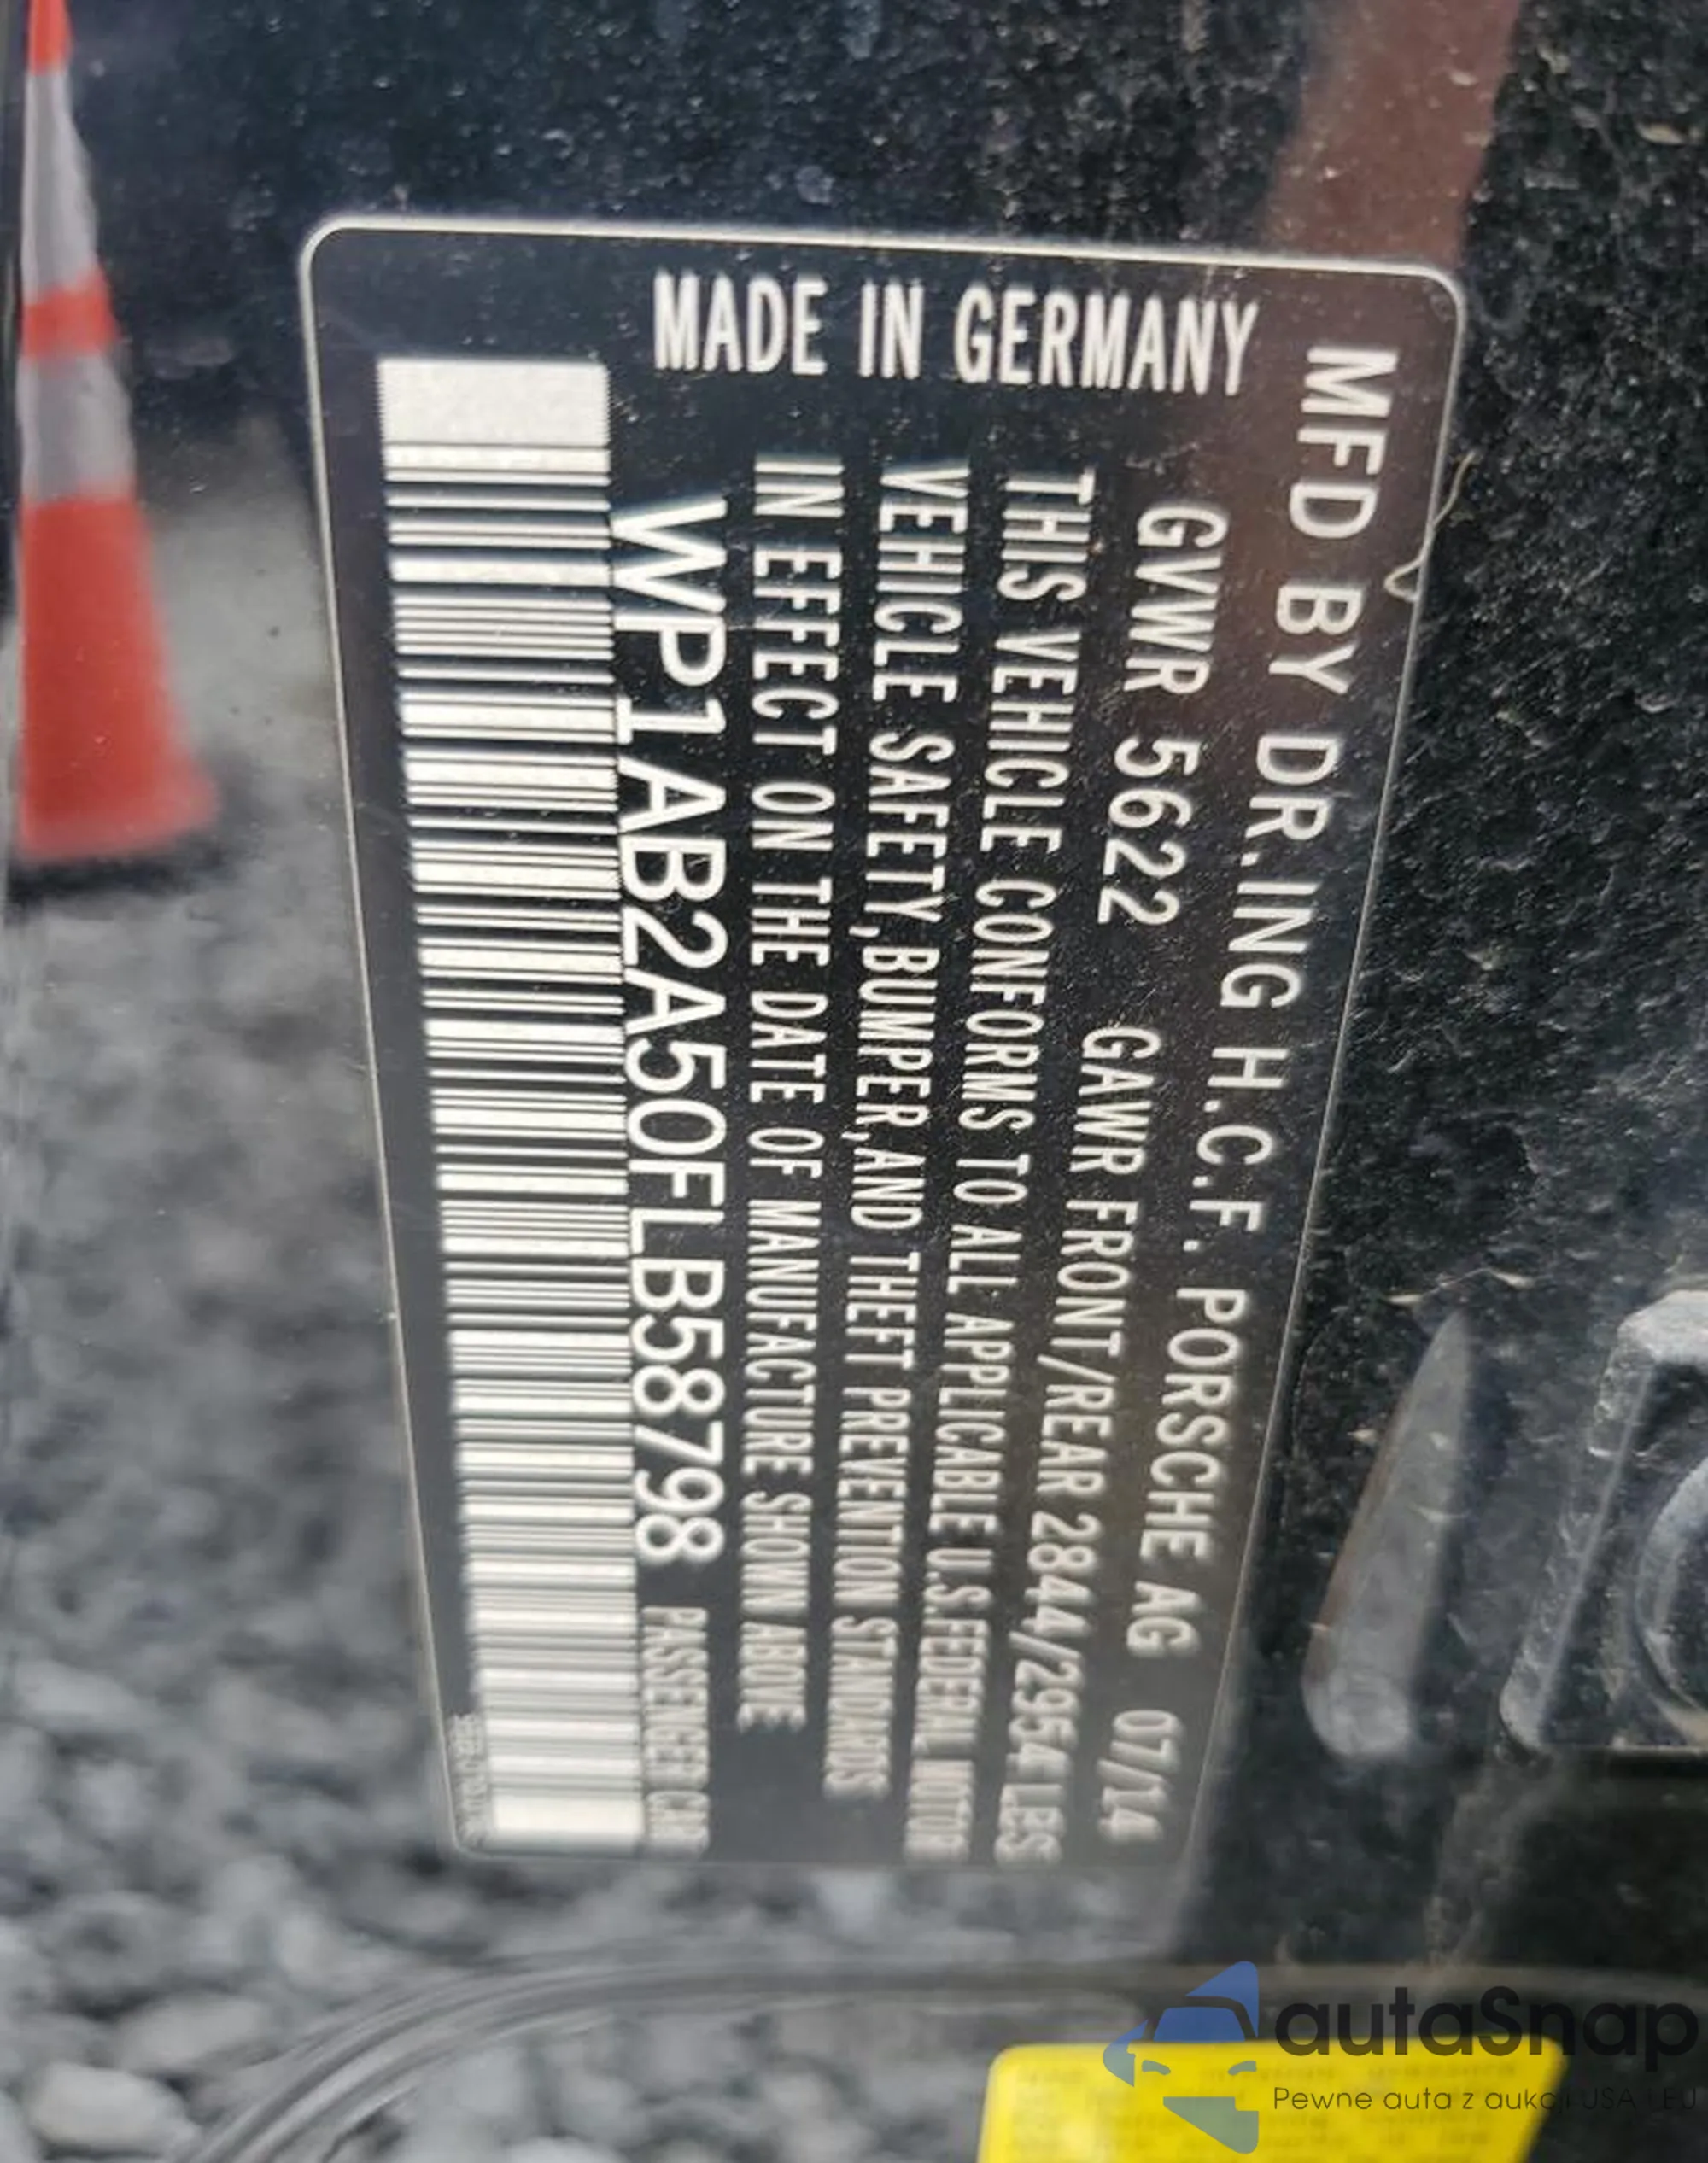 MFD BY DR.ING H.C.F. PORSCHE AG 07/14
GVWR 5622 GAWR FRONT/REAR 2844/2954 LBS
THIS VEHICLE CONFORMS TO ALL APPLICABLE U.S.FEDERAL MOTOR
VEHICLE SAFETY,BUMPER,AND THEFT PREVENTION STANDARDS
IN EFFECT ON THE DATE OF MANUFACTURE SHOWN ABOVE
WP1AB2A50FLB58798 PASSENGER CAR
MADE IN GERMANY
autaSnap
Pewne auta z aukcji USA i EU